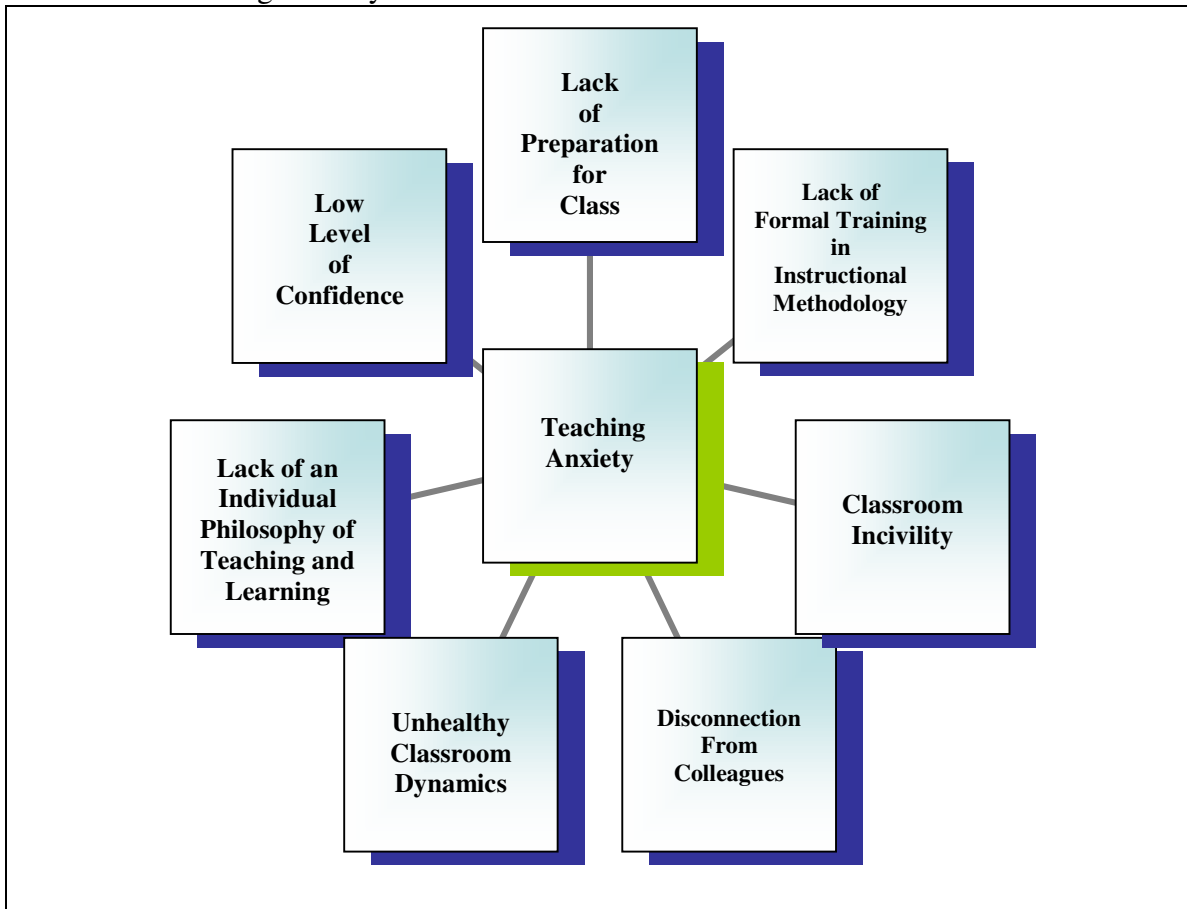 Lack
of
Preparation
for
Class
Low
Level
of
Confidence
Lack of
Formal Training
in
Instructional
Methodology
Teaching
Anxiety
Lack of an
Individual
Philosophy of
Teaching and
Learning
Classroom
Incivility
Unhealthy
Classroom
Dynamics
Disconnection
From
Colleagues